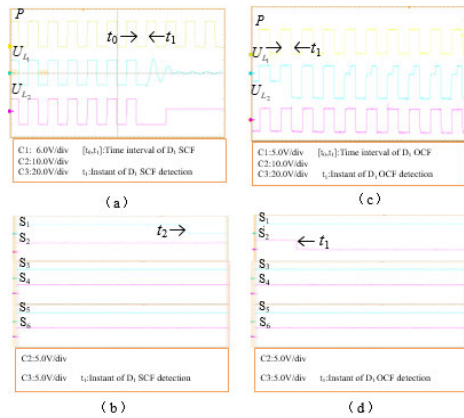 P
t₀→ ←t₁
U_L₁
U_L₂
C1: 6.0V/div [t₀,t₁]:Time interval of D₁ SCF
C2:10.0V/div
C3:20.0V/div t₁:Instant of D₁ SCF detection
(a)
P
U_L₁
→ ←t₁
U_L₂
C1:5.0V/div [t₀,t₁]:Time interval of D₁ OCF
C2:10.0V/div
C3:20.0V/div t₁:Instant of D₁ OCF detection
(c)
S₁
t₂→
S₂
S₃
S₄
S₅
S₆
C2:5.0V/div
C3:5.0V/div t₁:Instant of D₁ SCF detection
(b)
S₁
S₂
←t₁
S₃
S₄
S₅
S₆
C2:5.0V/div
C3:5.0V/div t₁:Instant of D₁ OCF detection
(d)